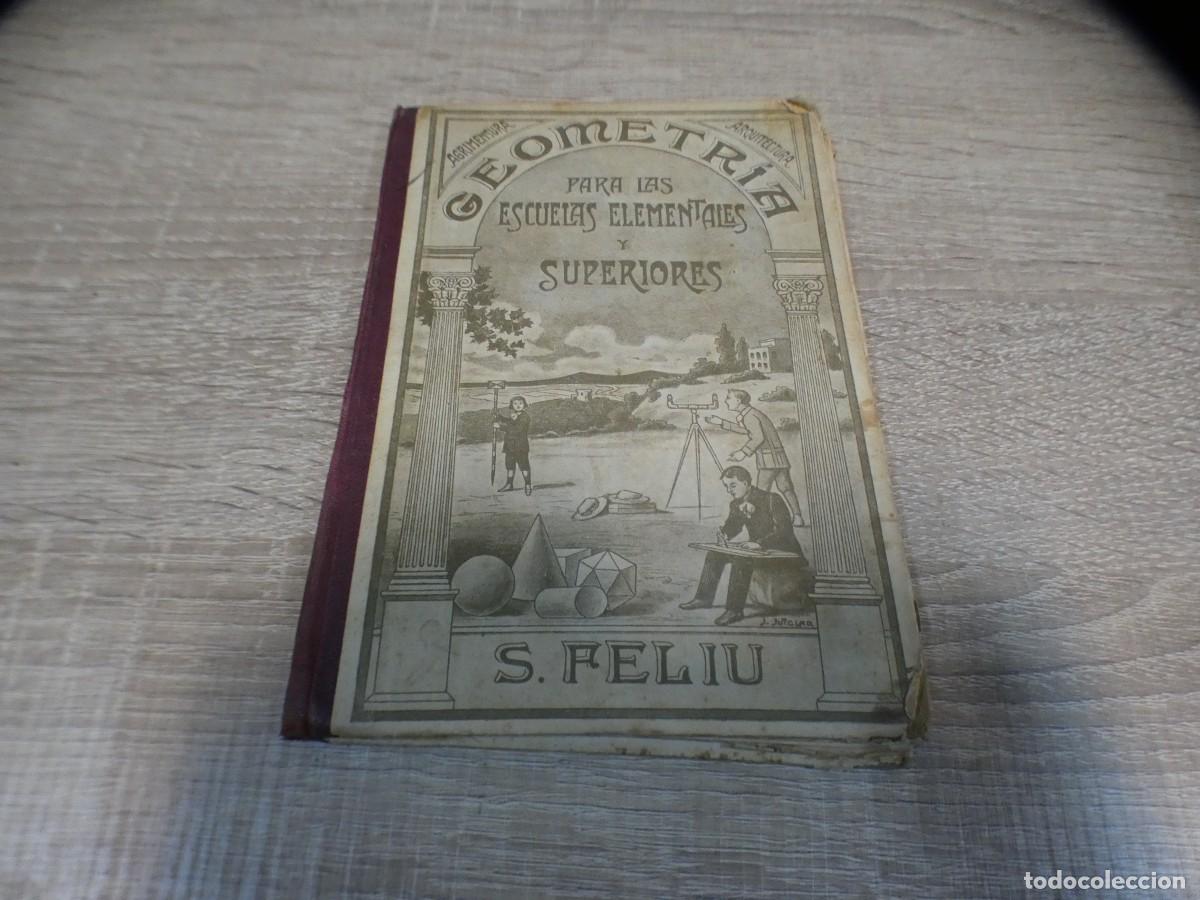 AGRIMENSURA
ARQUITECTURA
GEOMETRÍA
PARA LAS
ESCUELAS ELEMENTALES
Y
SUPERIORES
S. FELIU
todocoleccion